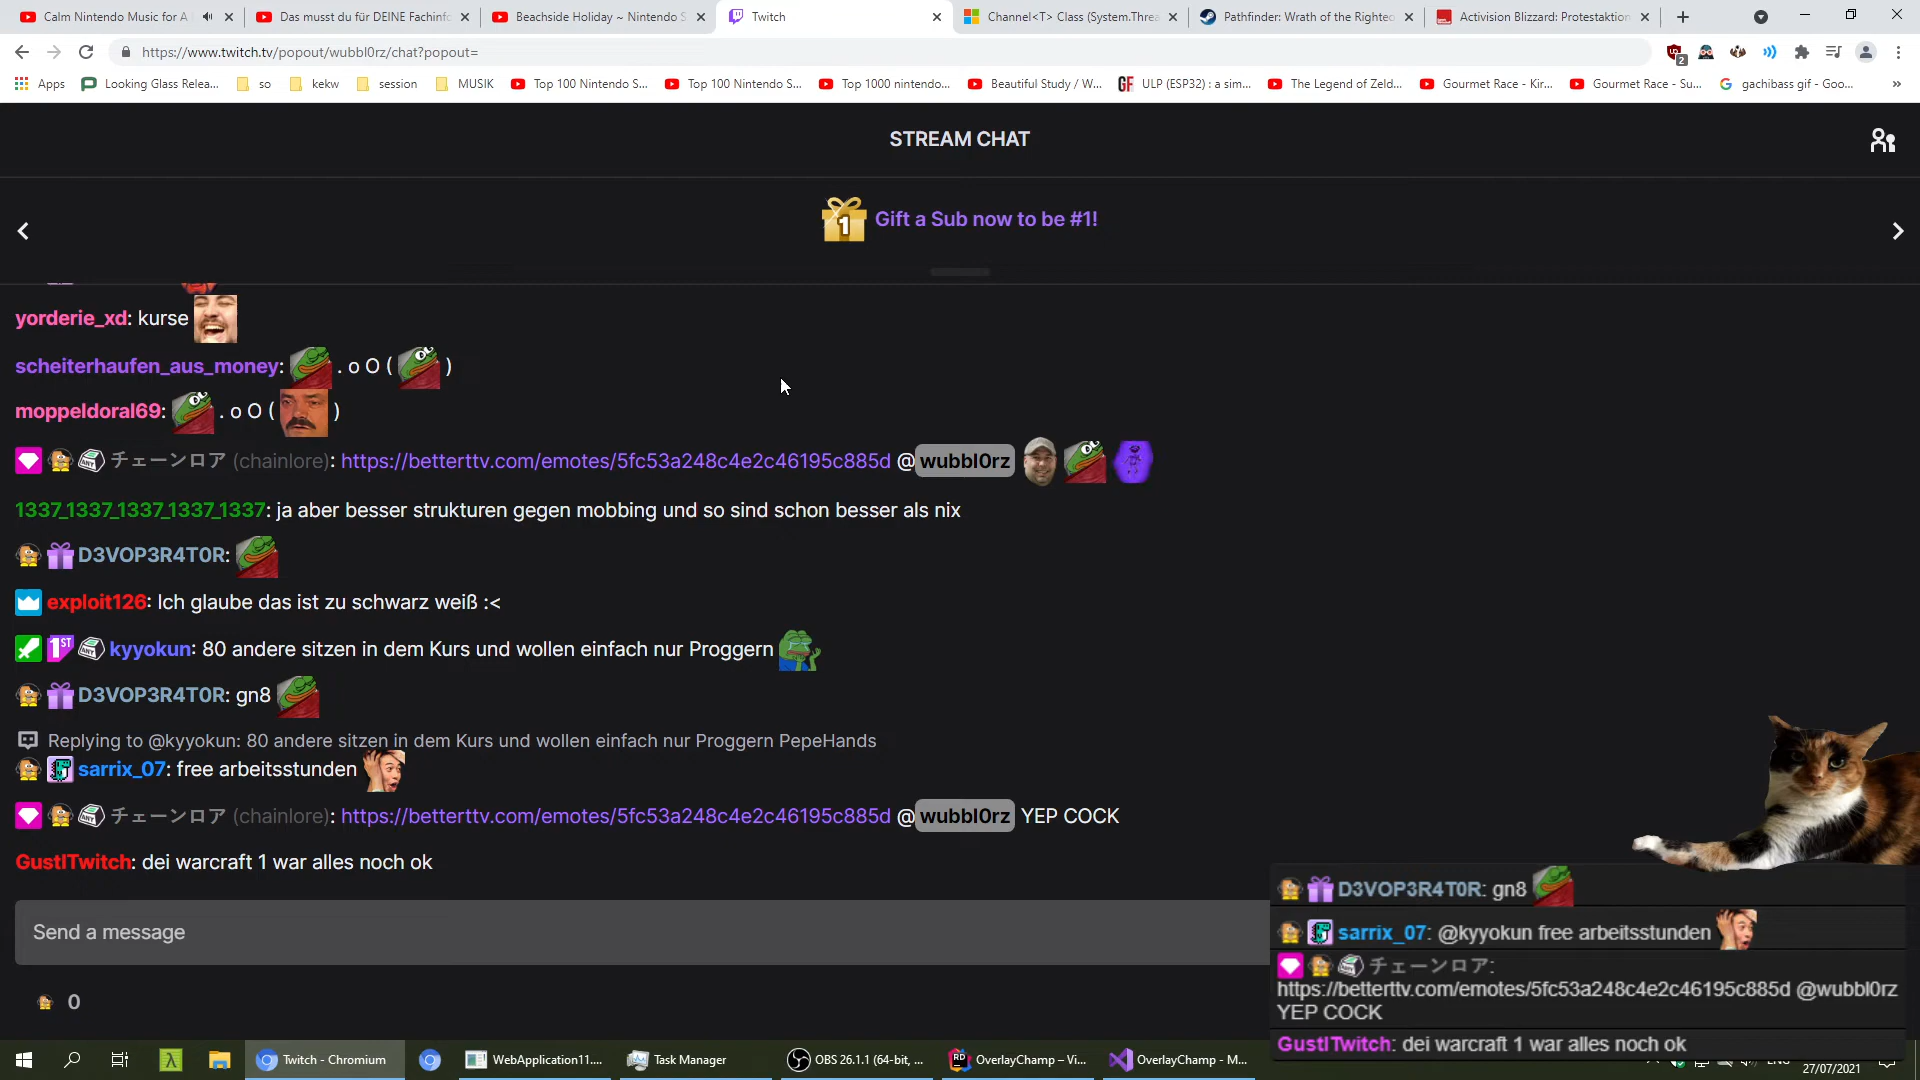 Calm Nintendo Music for A
Das musst du für DEINE Fachinfo
Beachside Holiday ~ Nintendo S
Twitch
Channel<T> Class (System.Threa
Pathfinder: Wrath of the Righteo
Activision Blizzard: Protestaktion
https://www.twitch.tv/popout/wubbl0rz/chat?popout=
2
Apps
Looking Glass Relea...
so
kekw
session
MUSIK
Top 100 Nintendo S...
Top 100 Nintendo S...
Top 1000 nintendo...
Beautiful Study / W...
ULP (ESP32) : a sim...
The Legend of Zeld...
Gourmet Race - Kir...
Gourmet Race - Su...
gachibass gif - Goo...
»
STREAM CHAT
1 Gift a Sub now to be #1!
yorderie_xd: kurse
scheiterhaufen_aus_money: . o O ( )
moppeldoral69: . o O ( )
チェーンロア (chainlore): https://betterttv.com/emotes/5fc53a248c4e2c46195c885d @wubbl0rz
1337_1337_1337_1337_1337: ja aber besser strukturen gegen mobbing und so sind schon besser als nix
D3VOP3R4T0R:
exploit126: Ich glaube das ist zu schwarz weiß :<
1ST kyyokun: 80 andere sitzen in dem Kurs und wollen einfach nur Proggern
D3VOP3R4T0R: gn8
Replying to @kyyokun: 80 andere sitzen in dem Kurs und wollen einfach nur Proggern PepeHands
sarrix_07: free arbeitsstunden
チェーンロア (chainlore): https://betterttv.com/emotes/5fc53a248c4e2c46195c885d @wubbl0rz YEP COCK
GustITwitch: dei warcraft 1 war alles noch ok
Send a message
0
D3VOP3R4T0R: gn8
sarrix_07: @kyyokun free arbeitsstunden
チェーンロア:
https://betterttv.com/emotes/5fc53a248c4e2c46195c885d @wubbl0rz
YEP COCK
GustITwitch: dei warcraft 1 war alles noch ok
Twitch - Chromium
WebApplication11....
Task Manager
OBS 26.1.1 (64-bit, ...
OverlayChamp – Vi...
OverlayChamp - M...
ENG
27/07/2021